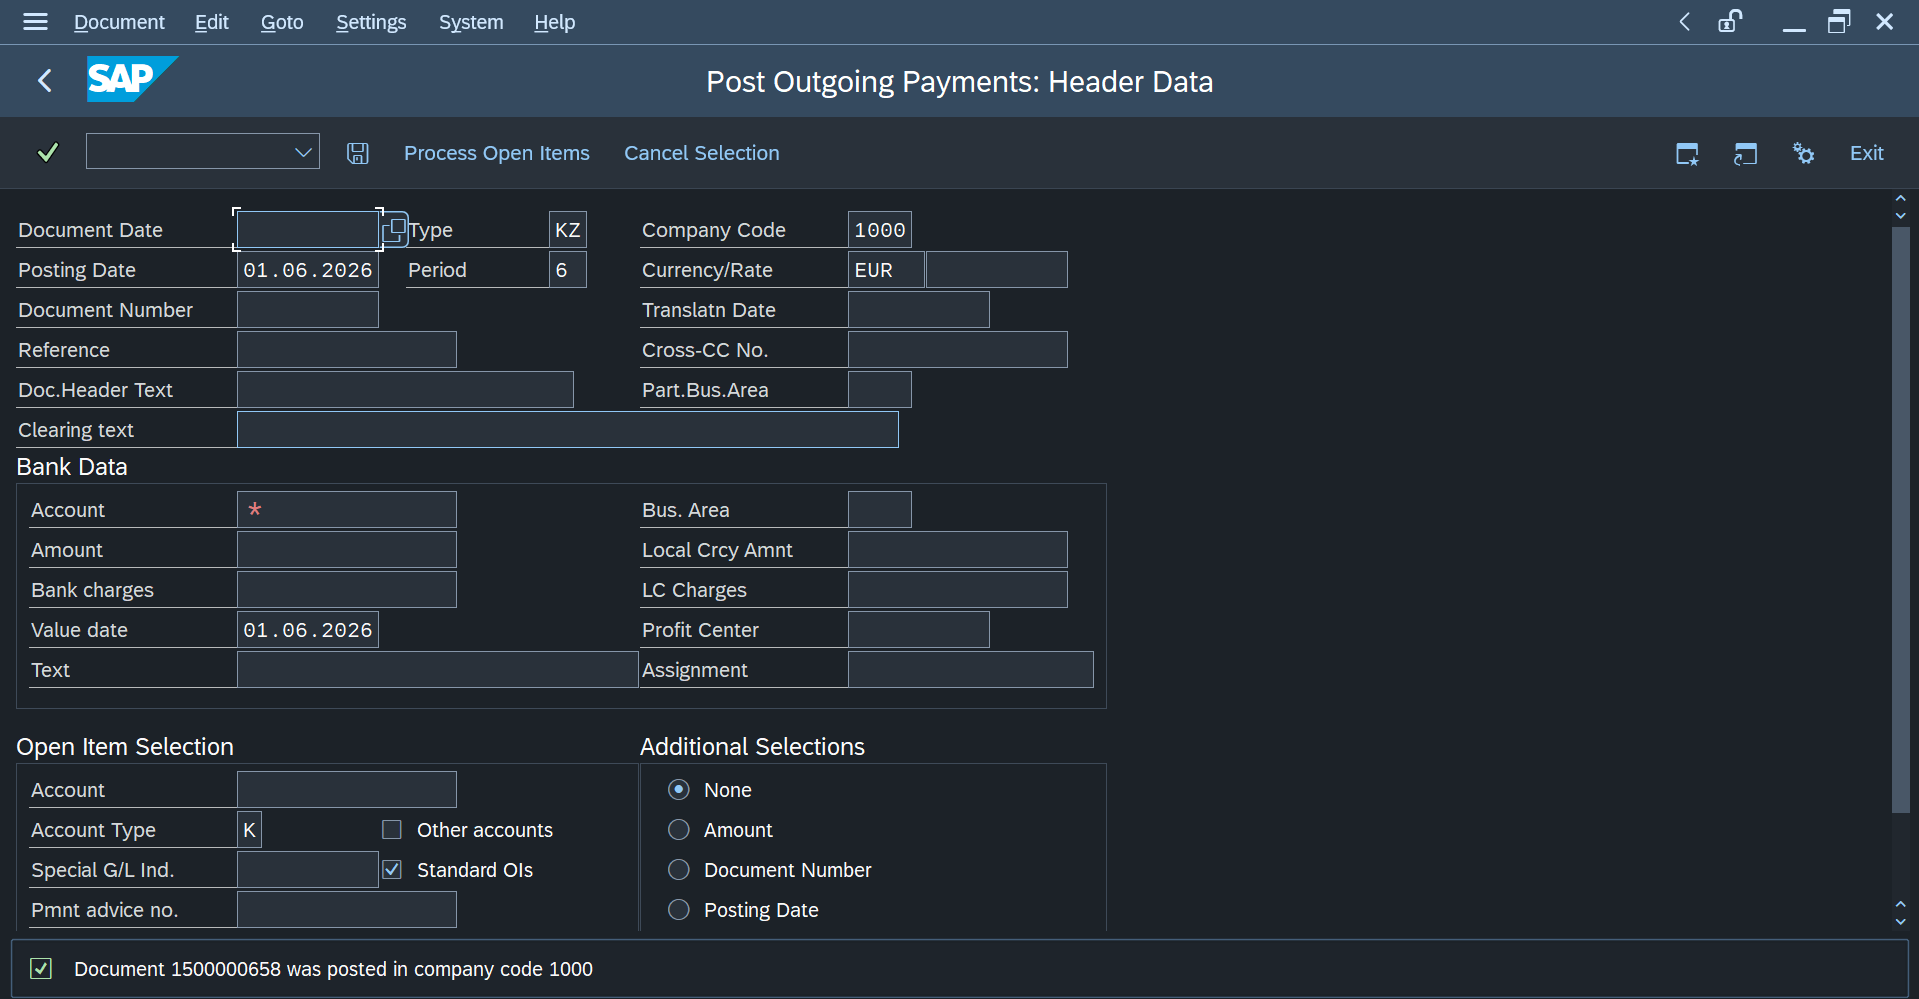 Document Edit Goto Settings System Help
SAP Post Outgoing Payments: Header Data
Process Open Items Cancel Selection Exit
Document Date Type KZ Company Code 1000
Posting Date 01.06.2026 Period 6 Currency/Rate EUR
Document Number Translatn Date
Reference Cross-CC No.
Doc.Header Text Part.Bus.Area
Clearing text
Bank Data
Account * Bus. Area
Amount Local Crcy Amnt
Bank charges LC Charges
Value date 01.06.2026 Profit Center
Text Assignment
Open Item Selection Additional Selections
Account None
Account Type K Other accounts Amount
Special G/L Ind. Standard OIs Document Number
Pmnt advice no. Posting Date
Document 1500000658 was posted in company code 1000